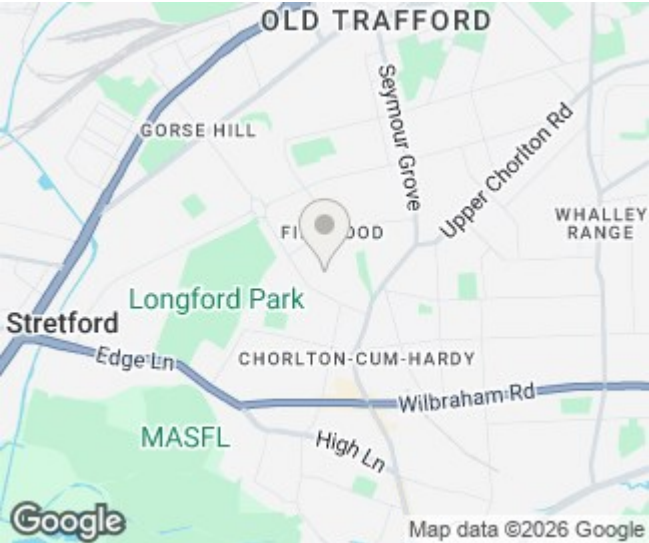 OLD TRAFFORD
Seymour Grove
GORSE HILL
Upper Chorlton Rd
WHALLEY
RANGE
Longford Park
Stretford
Edge Ln
CHORLTON-CUM-HARDY
Wilbraham Rd
MASFL
High Ln
Google
Map data ©2026 Google